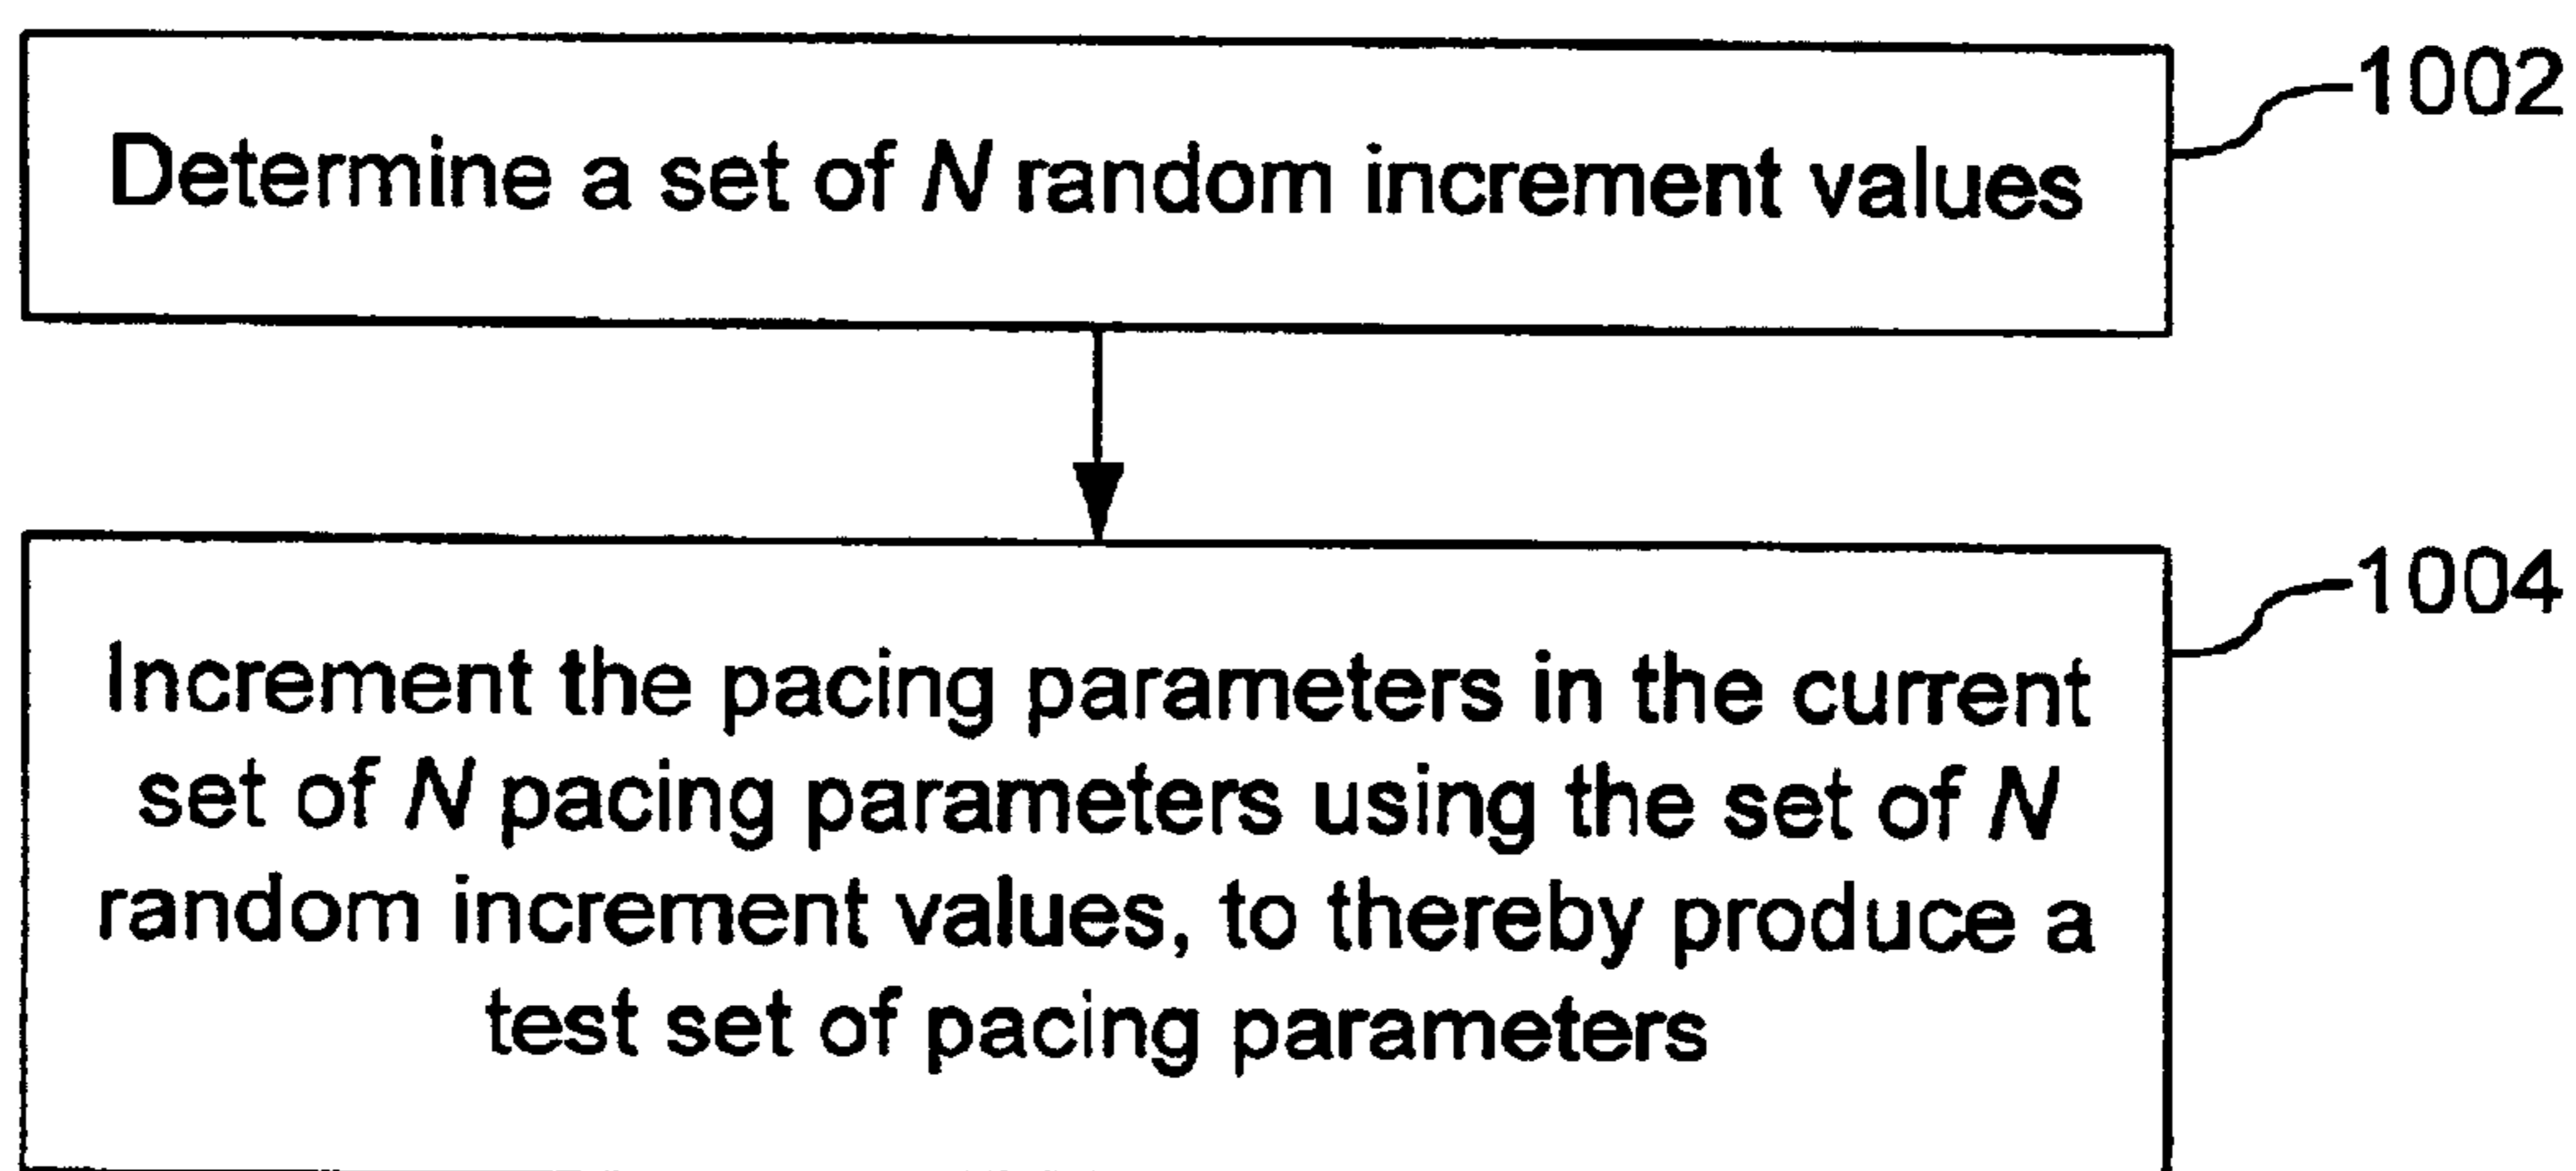 1002
Determine a set of N random increment values
1004
Increment the pacing parameters in the current
set of N pacing parameters using the set of N
random increment values, to thereby produce a
test set of pacing parameters